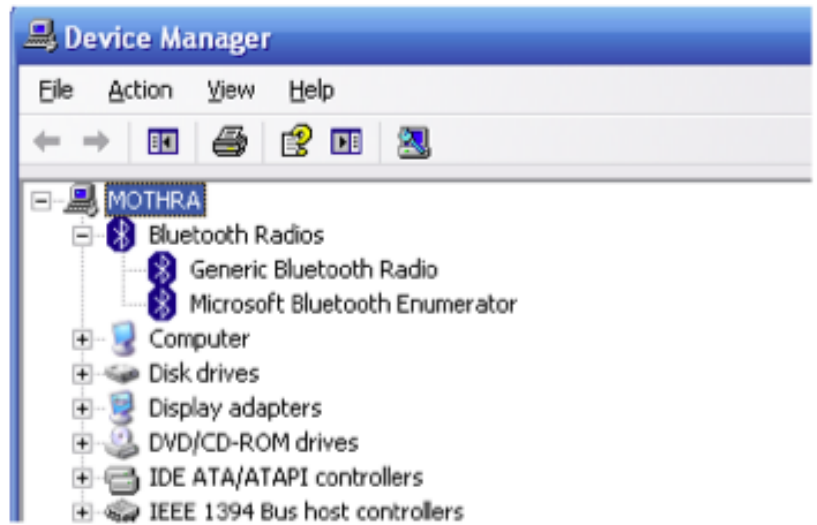 Device Manager
File Action View Help
MOTHRA
Bluetooth Radios
Generic Bluetooth Radio
Microsoft Bluetooth Enumerator
Computer
Disk drives
Display adapters
DVD/CD-ROM drives
IDE ATA/ATAPI controllers
IEEE 1394 Bus host controllers